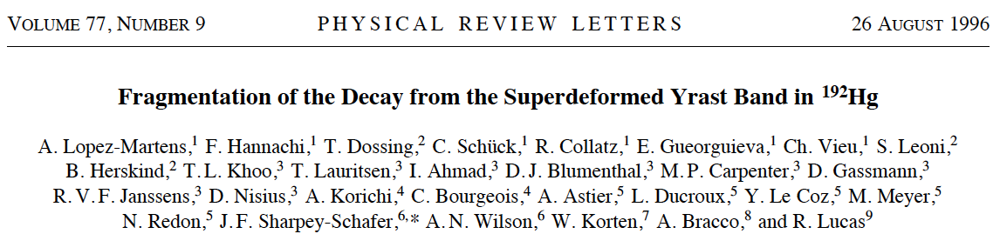 VOLUME 77, NUMBER 9 PHYSICAL REVIEW LETTERS 26 AUGUST 1996
Fragmentation of the Decay from the Superdeformed Yrast Band in ¹⁹²Hg
A. Lopez-Martens,¹ F. Hannachi,¹ T. Dossing,² C. Schück,¹ R. Collatz,¹ E. Gueorguieva,¹ Ch. Vieu,¹ S. Leoni,²
B. Herskind,² T. L. Khoo,³ T. Lauritsen,³ I. Ahmad,³ D. J. Blumenthal,³ M. P. Carpenter,³ D. Gassmann,³
R. V. F. Janssens,³ D. Nisius,³ A. Korichi,⁴ C. Bourgeois,⁴ A. Astier,⁵ L. Ducroux,⁵ Y. Le Coz,⁵ M. Meyer,⁵
N. Redon,⁵ J. F. Sharpey-Schafer,⁶,* A. N. Wilson,⁶ W. Korten,⁷ A. Bracco,⁸ and R. Lucas⁹